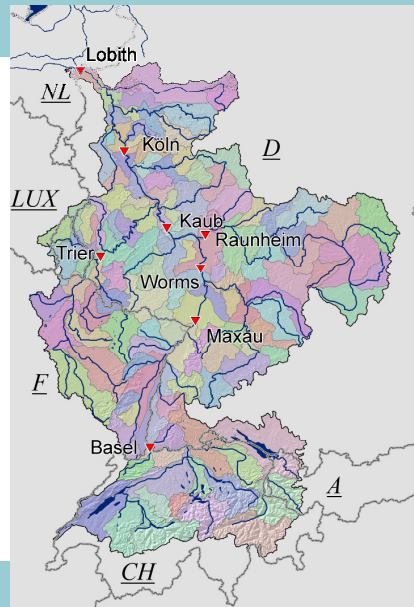 Lobith
NL
Köln
D
LUX
Kaub
Raunheim
Trier
Worms
Maxau
F
Basel
A
CH